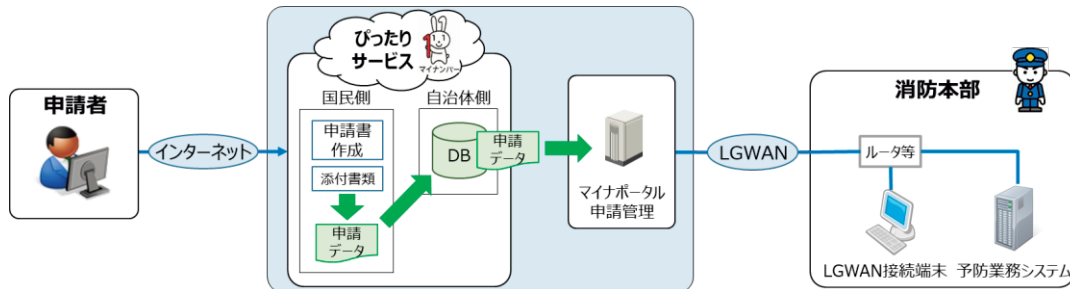 申請者
インターネット
ぴったり
サービス
マイナンバー
国民側
申請書
作成
添付書類
申請
データ
自治体側
DB
申請
データ
マイナポータル
申請管理
LGWAN
消防本部
ルータ等
LGWAN接続端末
予防業務システム